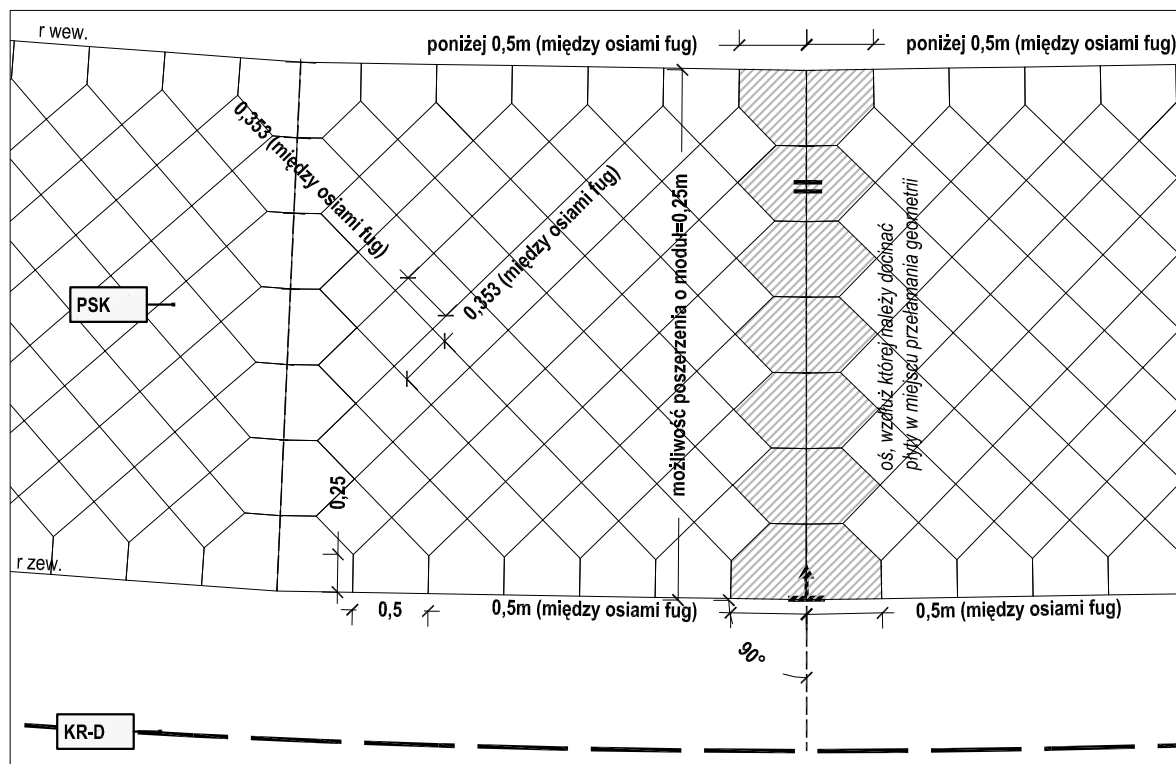 r wew.
poniżej 0,5m (między osiami fug)
poniżej 0,5m (między osiami fug)
0,353 (między osiami fug)
0,353 (między osiami fug)
możliwość poszerzenia o moduł=0,25m
oś, wzdłuż której należy docinać
płyty w miejscu przełamania geometrii
PSK
0,25
r zew.
0,5
0,5m (między osiami fug)
0,5m (między osiami fug)
90°
KR-D